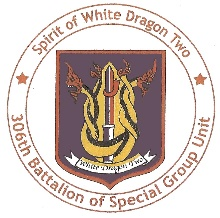 Spirit of White Dragon Two
White Dragon Two
306th Battalion of Special Group Unit